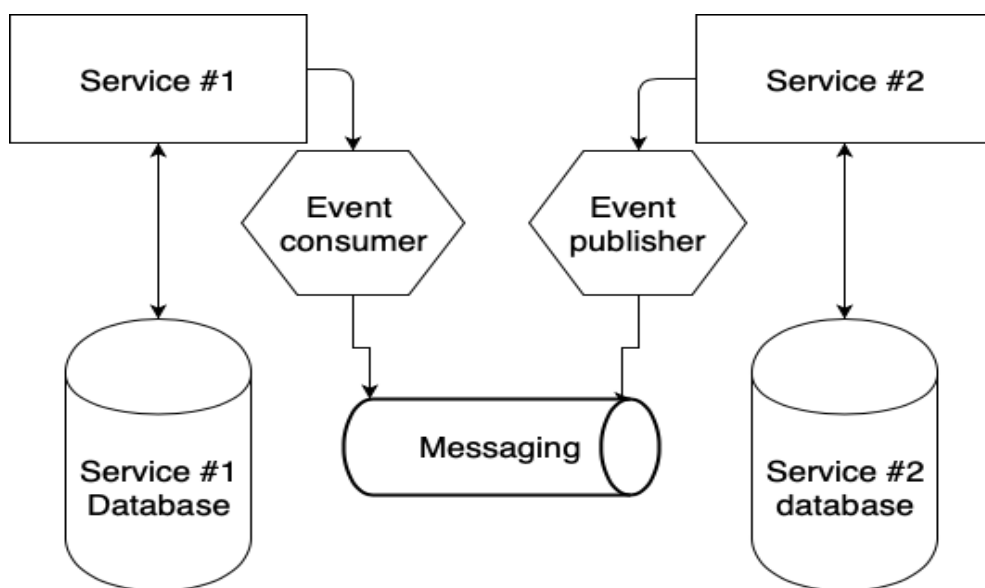 Service #1
Service #2
Event
consumer
Event
publisher
Messaging
Service #1
Database
Service #2
database